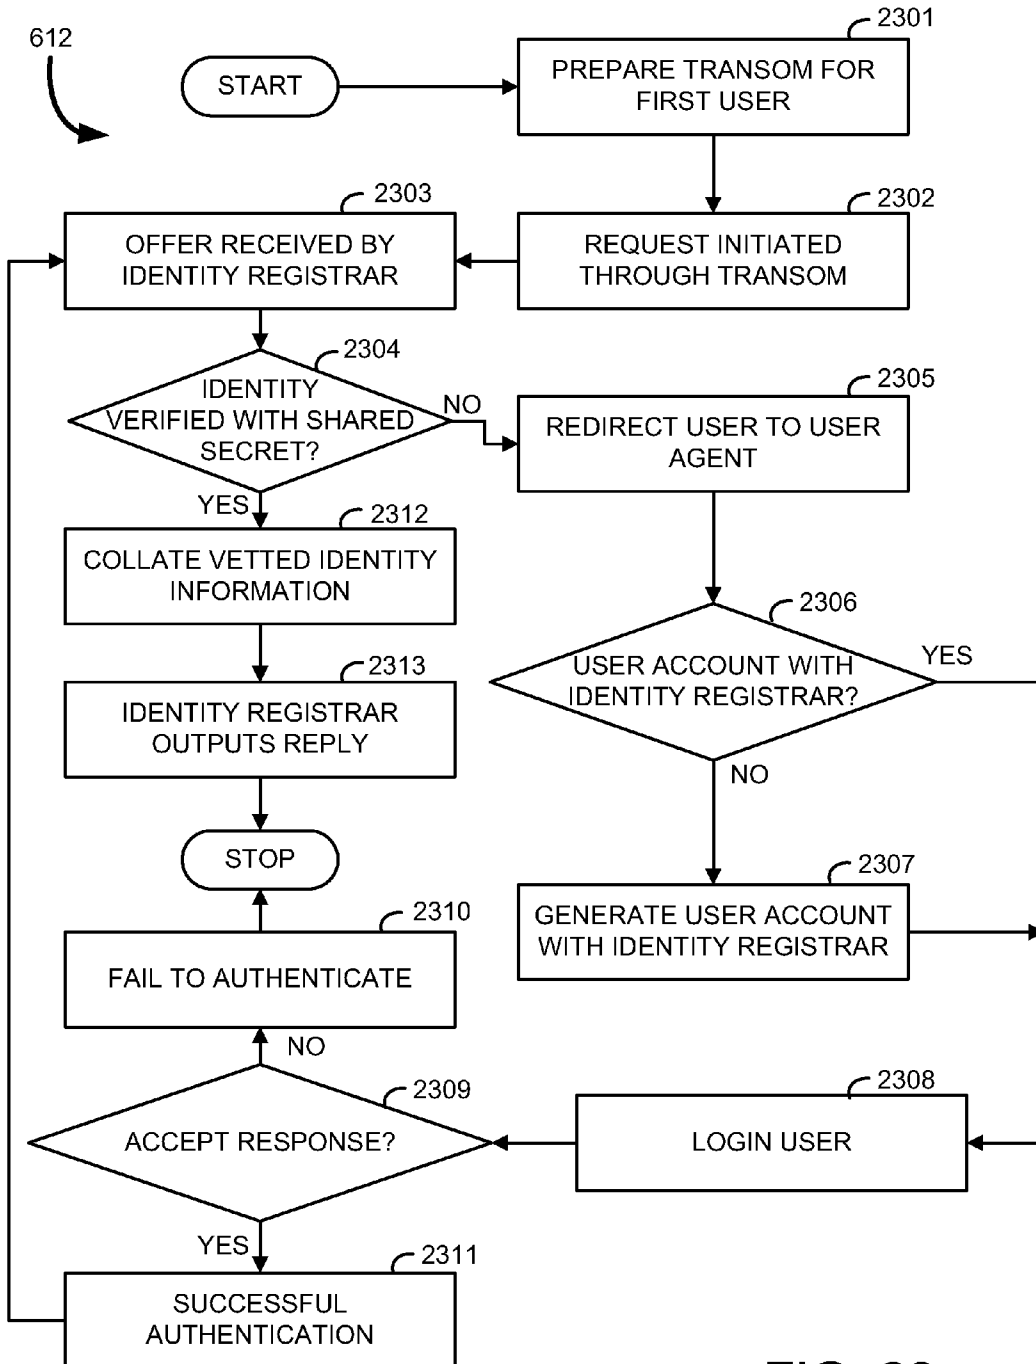 612
START
2301
PREPARE TRANSOM FOR
FIRST USER
2303
OFFER RECEIVED BY
IDENTITY REGISTRAR
2302
REQUEST INITIATED
THROUGH TRANSOM
2304
IDENTITY
VERIFIED WITH SHARED
SECRET?
NO
YES
2305
REDIRECT USER TO USER
AGENT
2312
COLLATE VETTED IDENTITY
INFORMATION
2306
USER ACCOUNT WITH
IDENTITY REGISTRAR?
YES
NO
2313
IDENTITY REGISTRAR
OUTPUTS REPLY
STOP
2307
GENERATE USER ACCOUNT
WITH IDENTITY REGISTRAR
2310
FAIL TO AUTHENTICATE
NO
2309
ACCEPT RESPONSE?
2308
LOGIN USER
YES
2311
SUCCESSFUL
AUTHENTICATION